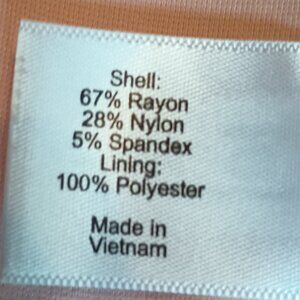 Shell:
67% Rayon
28% Nylon
5% Spandex
Lining:
100% Polyester
Made in
Vietnam